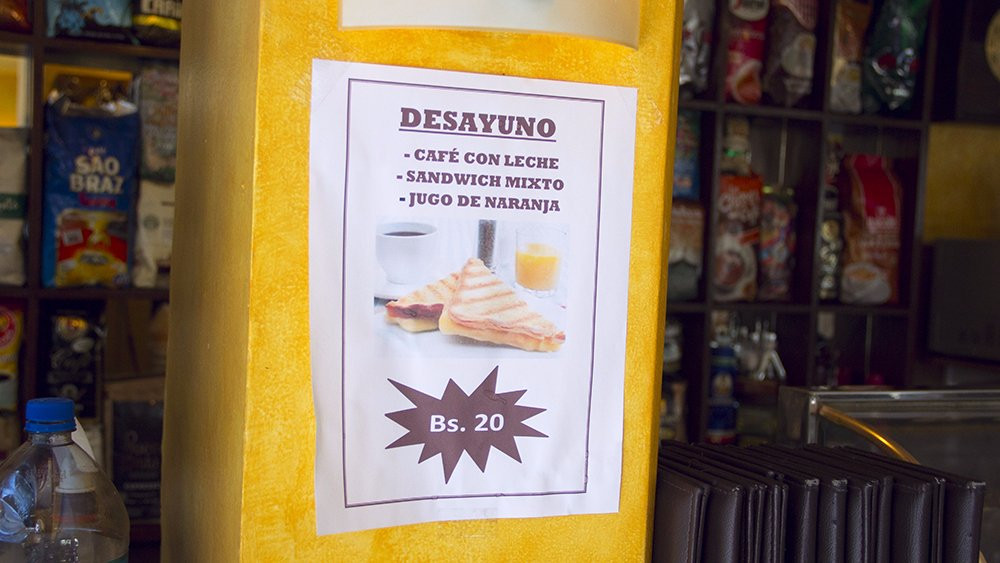 DESAYUNO
- CAFÉ CON LECHE
- SANDWICH MIXTO
- JUGO DE NARANJA
Bs. 20
SÃO
BRAZ